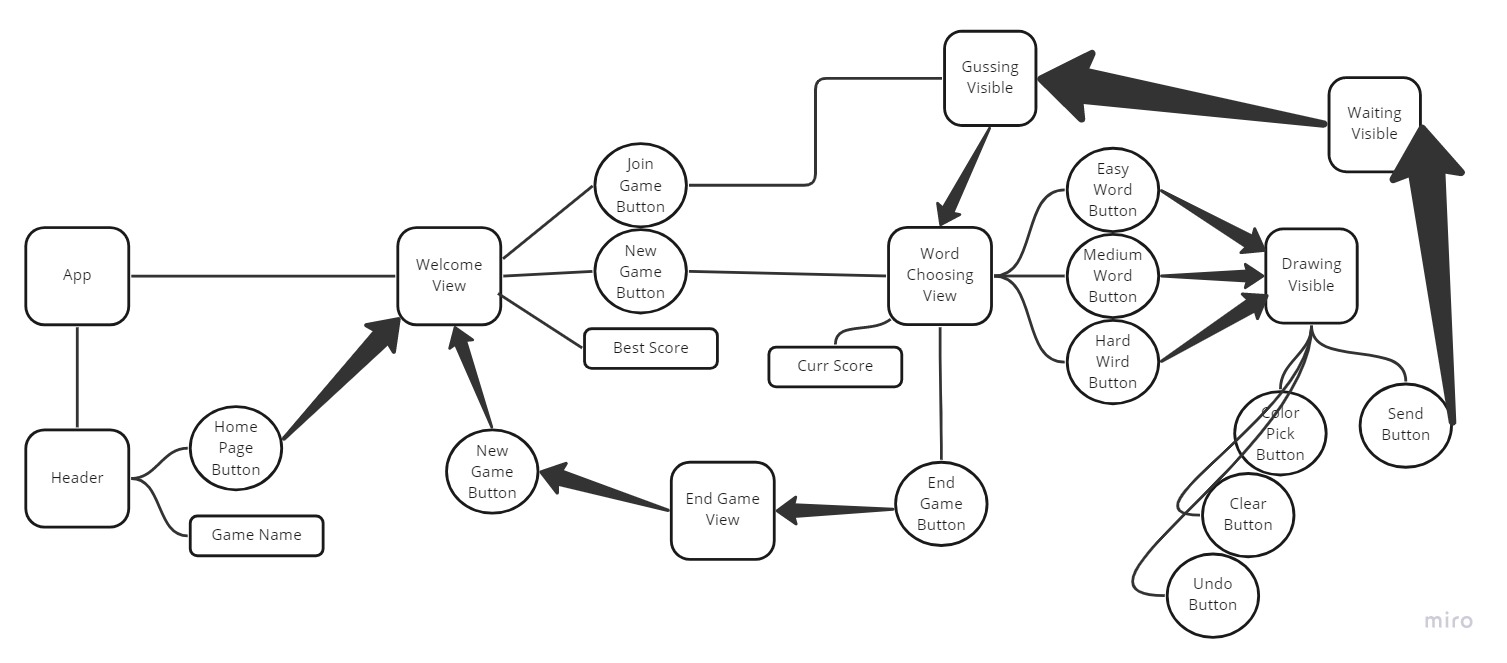 Gussing
Visible
Waiting
Visible
Join
Game
Button
Easy
Word
Button
App
Welcome
View
New
Game
Button
Word
Choosing
View
Medium
Word
Button
Drawing
Visible
Best Score
Curr Score
Hard
Wird
Button
Header
Home
Page
Button
Game Name
New
Game
Button
End Game
View
End
Game
Button
Color
Pick
Button
Send
Button
Clear
Button
Undo
Button
miro